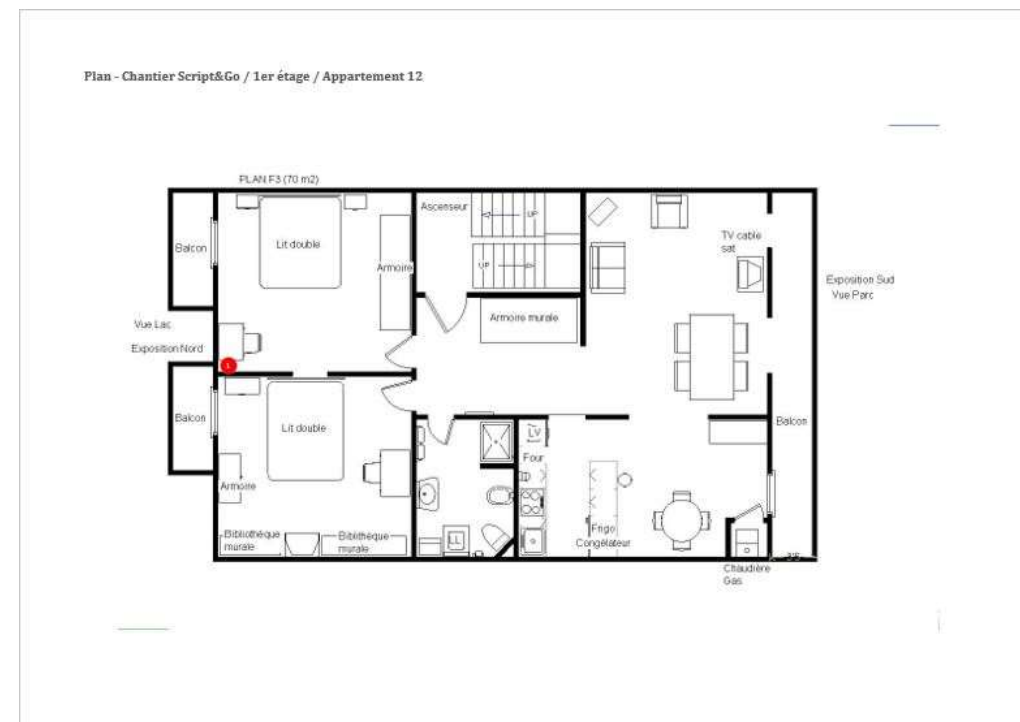 Plan - Chantier Script&Go / 1er étage / Appartement 12
PLAN F3 (70 m2)
Ascenseur
UP
UP
TV cable
sat
Balcon
Lit double
Armoire
Exposition Sud
Vue Parc
Armoire murale
Vue Lac
Exposition Nord
1
Balcon
Lit double
Balcon
LV
Four
Armoire
Frigo
Congélateur
Bibliothèque
murale
Bibliothèque
murale
LL
Chaudière
Gas